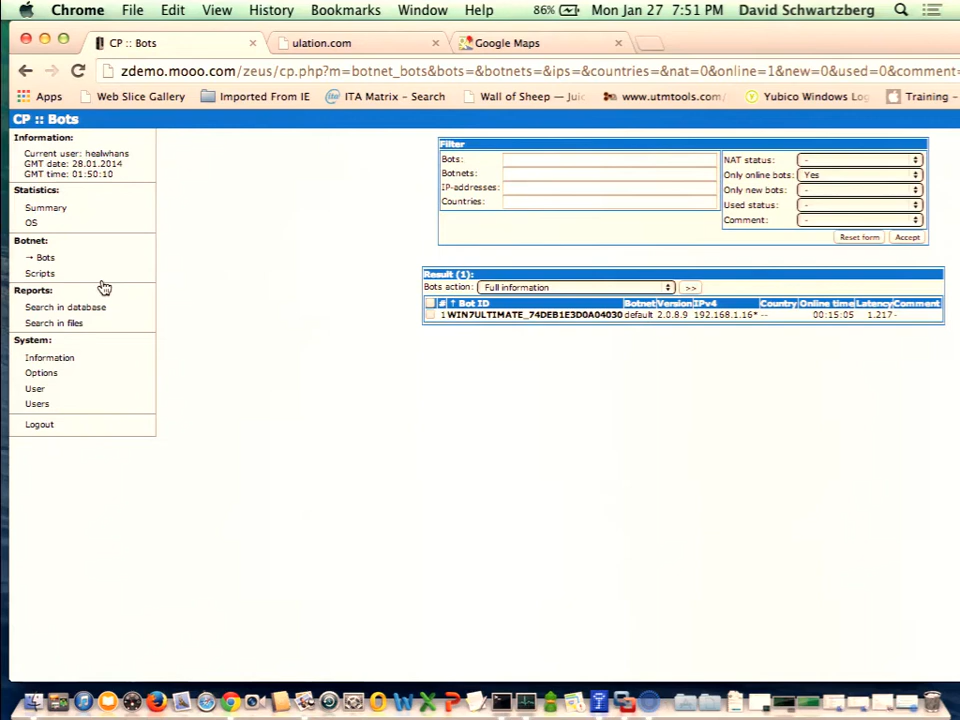 Chrome File Edit View History Bookmarks Window Help 86% Mon Jan 27 7:51 PM David Schwartzberg
CP :: Bots ulation.com Google Maps
zdemo.mooo.com/zeus/cp.php?m=botnet_bots&bots=&botnets=&ips=&countries=&nat=0&online=1&new=0&used=0&comment=
Apps Web Slice Gallery Imported From IE ITA Matrix - Search Wall of Sheep — Juic www.utmtools.com/ Yubico Windows Log Training -
CP :: Bots
Information:
Current user: healwhans
GMT date: 28.01.2014
GMT time: 01:50:10
Statistics:
Summary
OS
Botnet:
→ Bots
Scripts
Reports:
Search in database
Search in files
System:
Information
Options
User
Users
Logout
Filter
Bots: NAT status: -
Botnets: Only online bots: Yes
IP-addresses: Only new bots: -
Countries: Used status: -
Comment: -
Reset form Accept
Result (1):
Bots action: Full information >>
# ↑ Bot ID Botnet Version IPv4 Country Online time Latency Comment
1 WIN7ULTIMATE_74DEB1E3D0A04030 default 2.0.8.9 192.168.1.16* -- 00:15:05 1.217 -